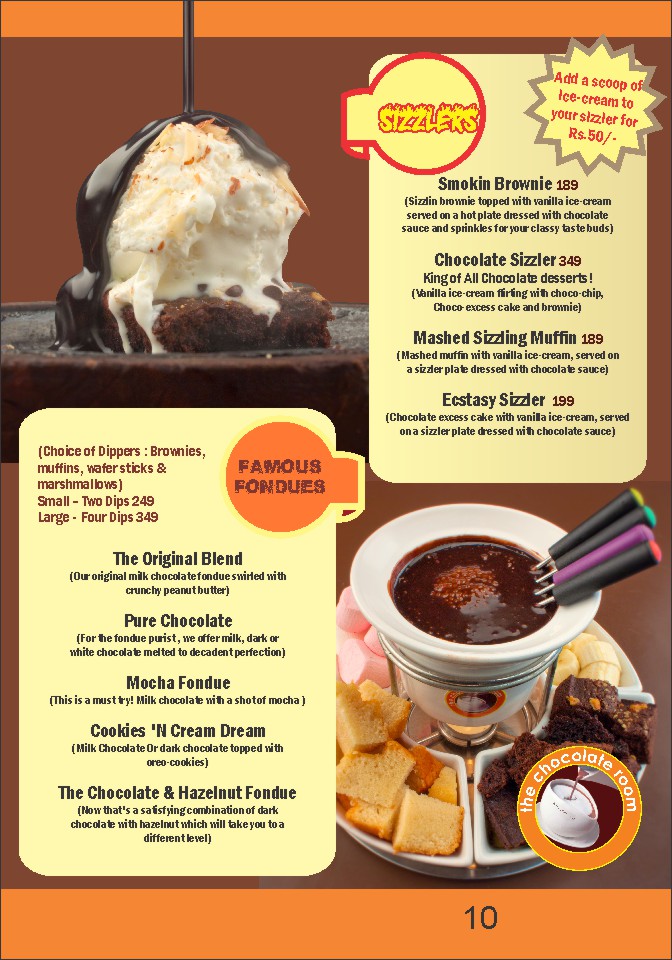 SIZZLERS
Add a scoop of
Ice-cream to
your sizzler for
Rs.50/-
Smokin Brownie 189
(Sizzlin brownie topped with vanilla ice-cream
served on a hot plate dressed with chocolate
sauce and sprinkles for your classy taste buds)
Chocolate Sizzler 349
King of All Chocolate desserts!
(Vanilla ice-cream flirting with choco-chip,
Choco-excess cake and brownie)
Mashed Sizzling Muffin 189
(Mashed muffin with vanilla ice-cream, served on
a sizzler plate dressed with chocolate sauce)
Ecstasy Sizzler 199
(Chocolate excess cake with vanilla ice-cream, served
on a sizzler plate dressed with chocolate sauce)
(Choice of Dippers : Brownies,
muffins, wafer sticks &
marshmallows)
Small - Two Dips 249
Large - Four Dips 349
FAMOUS
FONDUES
The Original Blend
(Our original milk chocolate fondue swirled with
crunchy peanut butter)
Pure Chocolate
(For the fondue purist, we offer milk, dark or
white chocolate melted to decadent perfection)
Mocha Fondue
(This is a must try! Milk chocolate with a shot of mocha )
Cookies 'N Cream Dream
(Milk Chocolate Or dark chocolate topped with
oreo-cookies)
The Chocolate & Hazelnut Fondue
(Now that's a satisfying combination of dark
chocolate with hazelnut which will take you to a
different level)
the chocolate room
10